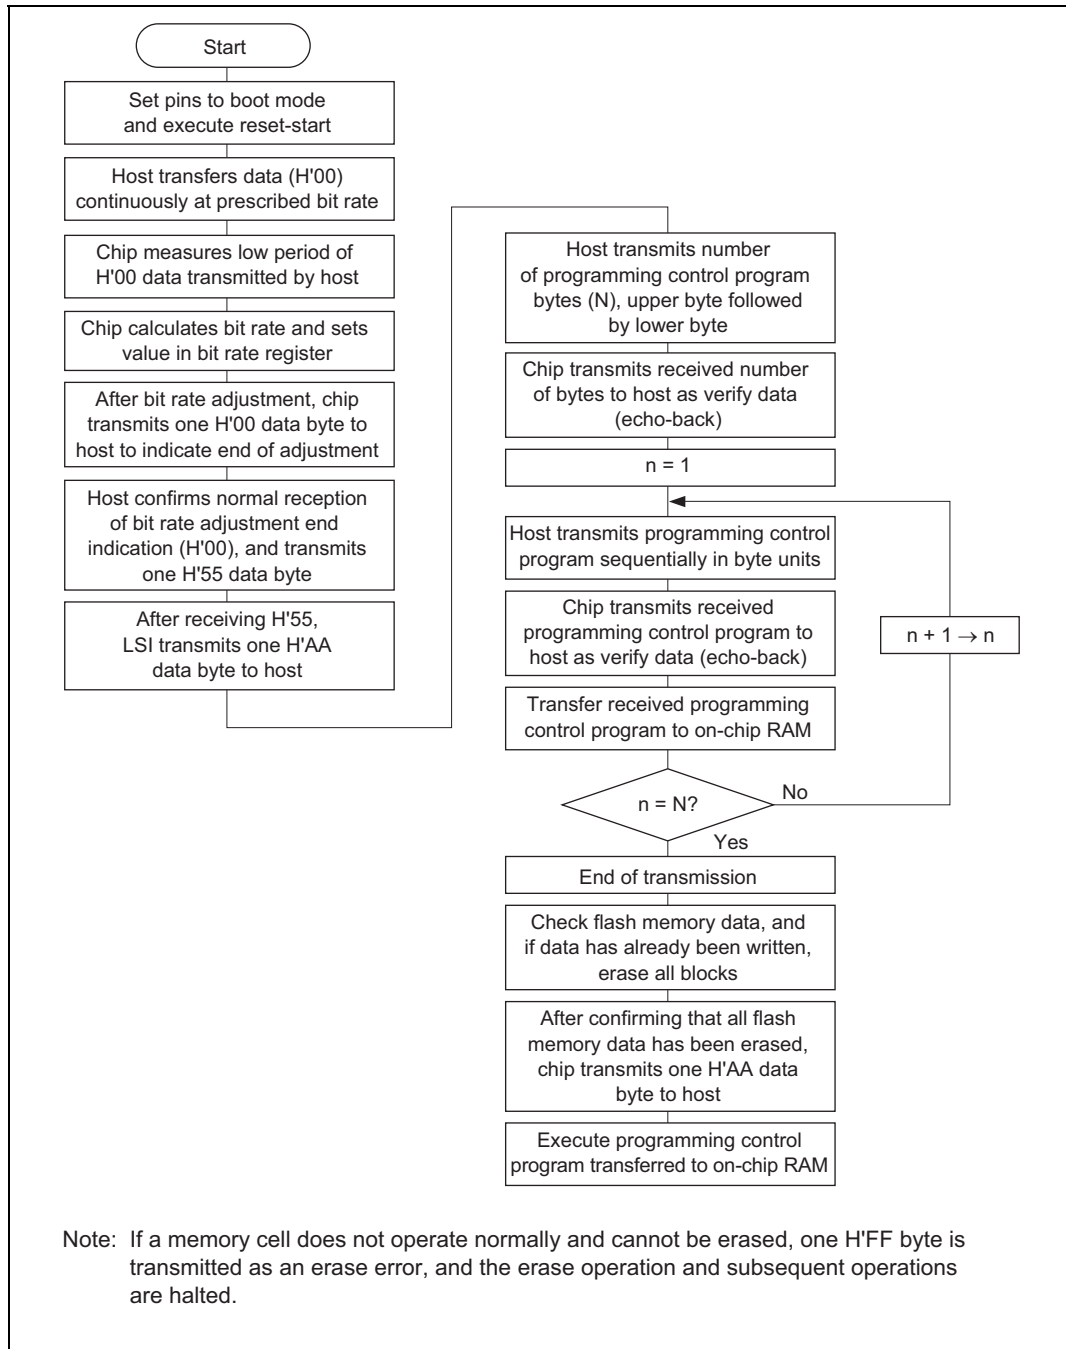 Start
Set pins to boot mode
and execute reset-start
Host transfers data (H'00)
continuously at prescribed bit rate
Chip measures low period of
H'00 data transmitted by host
Chip calculates bit rate and sets
value in bit rate register
After bit rate adjustment, chip
transmits one H'00 data byte to
host to indicate end of adjustment
Host confirms normal reception
of bit rate adjustment end
indication (H'00), and transmits
one H'55 data byte
After receiving H'55,
LSI transmits one H'AA
data byte to host
Host transmits number
of programming control program
bytes (N), upper byte followed
by lower byte
Chip transmits received number
of bytes to host as verify data
(echo-back)
n = 1
Host transmits programming control
program sequentially in byte units
Chip transmits received
programming control program to
host as verify data (echo-back)
n + 1 → n
Transfer received programming
control program to on-chip RAM
n = N?
No
Yes
End of transmission
Check flash memory data, and
if data has already been written,
erase all blocks
After confirming that all flash
memory data has been erased,
chip transmits one H'AA data
byte to host
Execute programming control
program transferred to on-chip RAM
Note: If a memory cell does not operate normally and cannot be erased, one H'FF byte is
transmitted as an erase error, and the erase operation and subsequent operations
are halted.